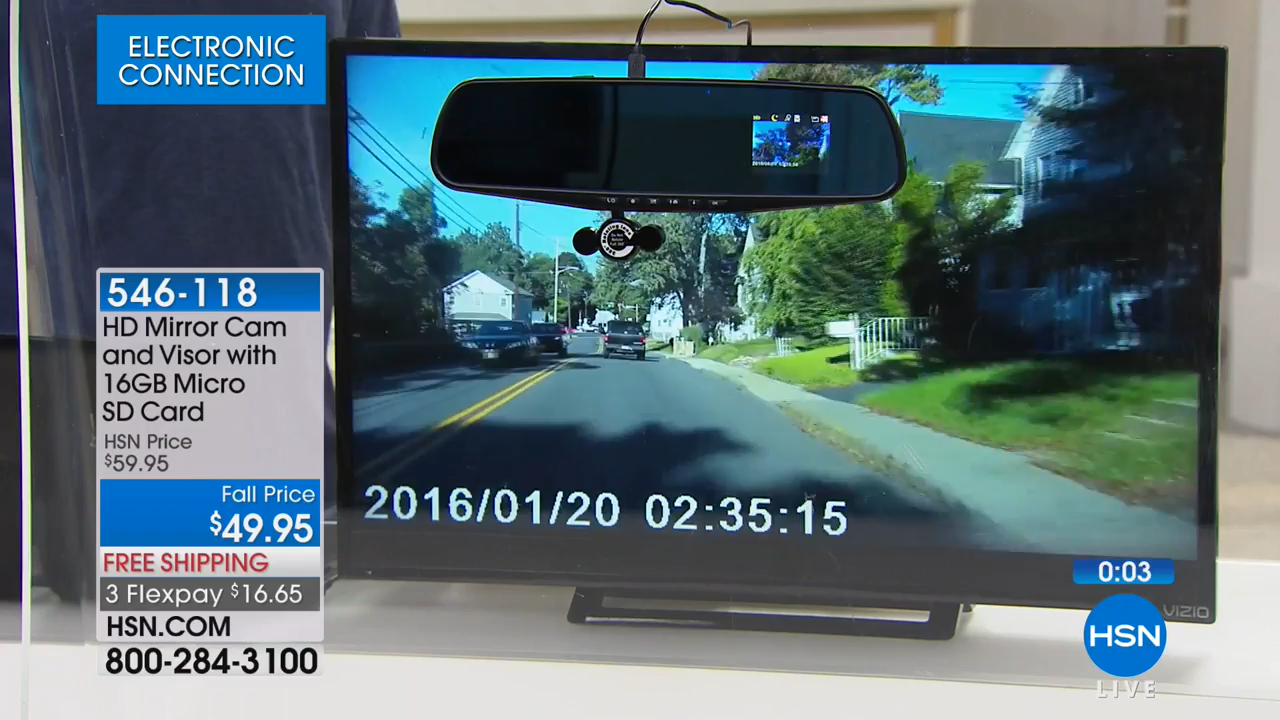 ELECTRONIC
CONNECTION
546-118
HD Mirror Cam
and Visor with
16GB Micro
SD Card
HSN Price
$59.95
Fall Price
$49.95
FREE SHIPPING
3 Flexpay $16.65
HSN.COM
800-284-3100
2016/01/20 02:35:15
0:03
VIZIO
HSN
LIVE